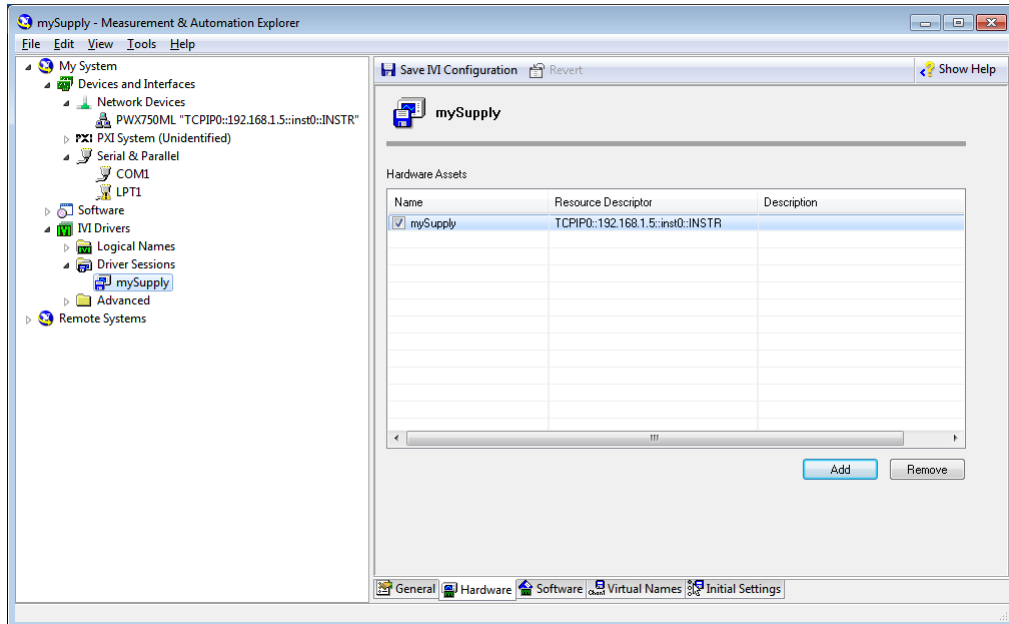 mySupply - Measurement & Automation Explorer
File Edit View Tools Help
My System
Devices and Interfaces
Network Devices
PWX750ML "TCPIP0::192.168.1.5::inst0::INSTR"
PXI PXI System (Unidentified)
Serial & Parallel
COM1
LPT1
Software
IVI IVI Drivers
IVI Logical Names
Driver Sessions
mySupply
Advanced
Remote Systems
Save IVI Configuration Revert Show Help
mySupply
Hardware Assets
Name Resource Descriptor Description
mySupply TCPIP0::192.168.1.5::inst0::INSTR
Add Remove
General Hardware Software Virtual Names Initial Settings